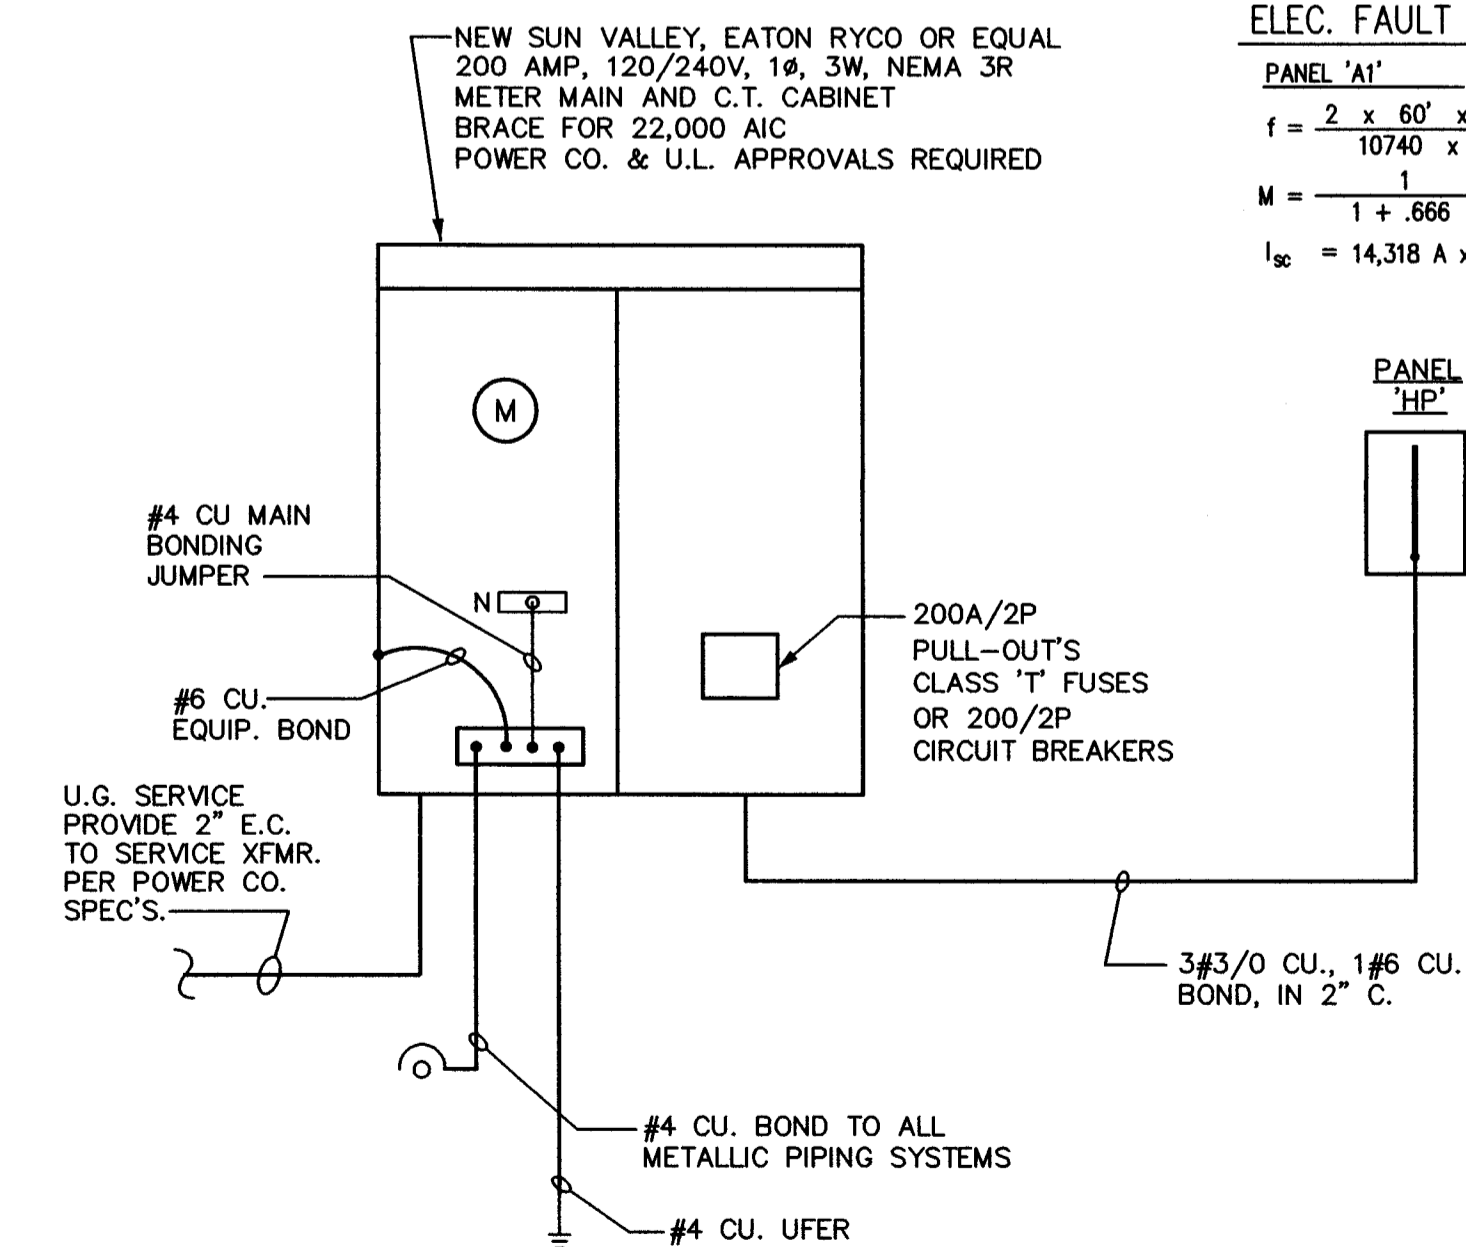 NEW SUN VALLEY, EATON RYCO OR EQUAL
200 AMP, 120/240V, 1ø, 3W, NEMA 3R
METER MAIN AND C.T. CABINET
BRACE FOR 22,000 AIC
POWER CO. & U.L. APPROVALS REQUIRED
ELEC. FAULT
PANEL 'A1'
f = 2 x 60' x
10740 x
M = 1
1 + .666
Isc = 14,318 A x
PANEL
'HP'
M
#4 CU MAIN
BONDING
JUMPER
N
#6 CU.
EQUIP. BOND
200A/2P
PULL-OUT'S
CLASS 'T' FUSES
OR 200/2P
CIRCUIT BREAKERS
U.G. SERVICE
PROVIDE 2" E.C.
TO SERVICE XFMR.
PER POWER CO.
SPEC'S.
3#3/0 CU., 1#6 CU.
BOND, IN 2" C.
#4 CU. BOND TO ALL
METALLIC PIPING SYSTEMS
#4 CU. UFER